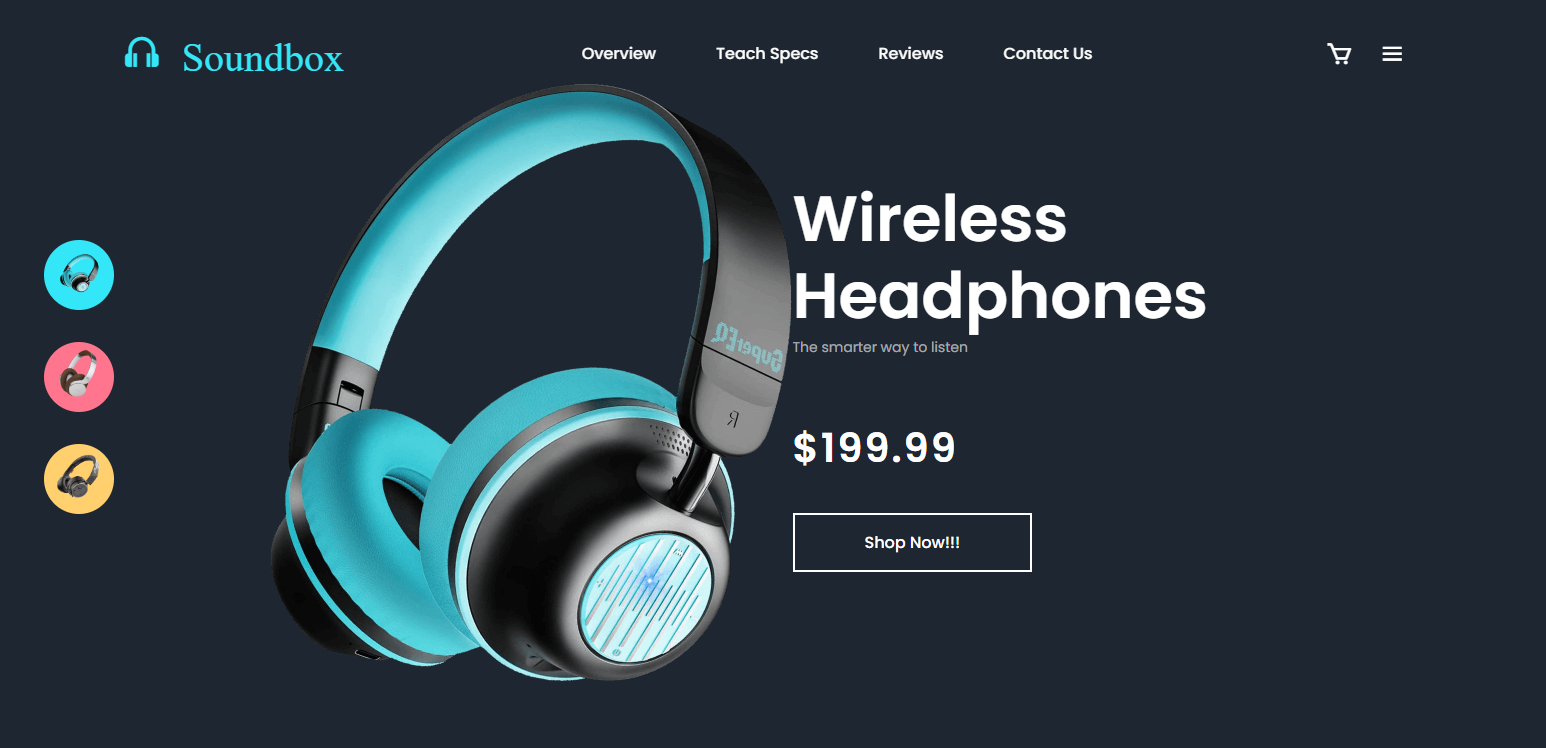 Soundbox
Overview
Teach Specs
Reviews
Contact Us
Wireless
Headphones
The smarter way to listen
SuperEQ
R
$199.99
Shop Now!!!